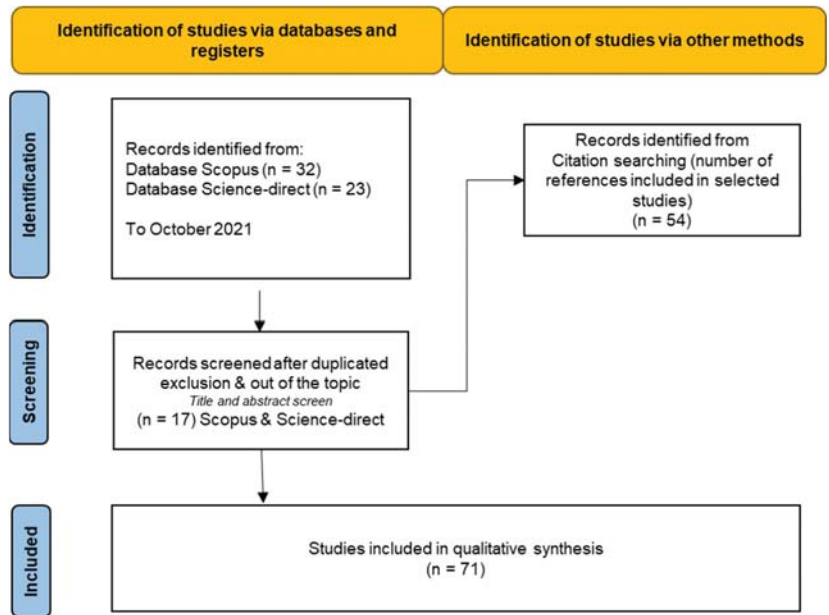 Identification of studies via databases and
registers
Identification of studies via other methods
Identification
Records identified from:
Database Scopus (n = 32)
Database Science-direct (n = 23)
To October 2021
Records identified from
Citation searching (number of
references included in selected
studies)
(n = 54)
Screening
Records screened after duplicated
exclusion & out of the topic
Title and abstract screen
(n = 17) Scopus & Science-direct
Included
Studies included in qualitative synthesis
(n = 71)